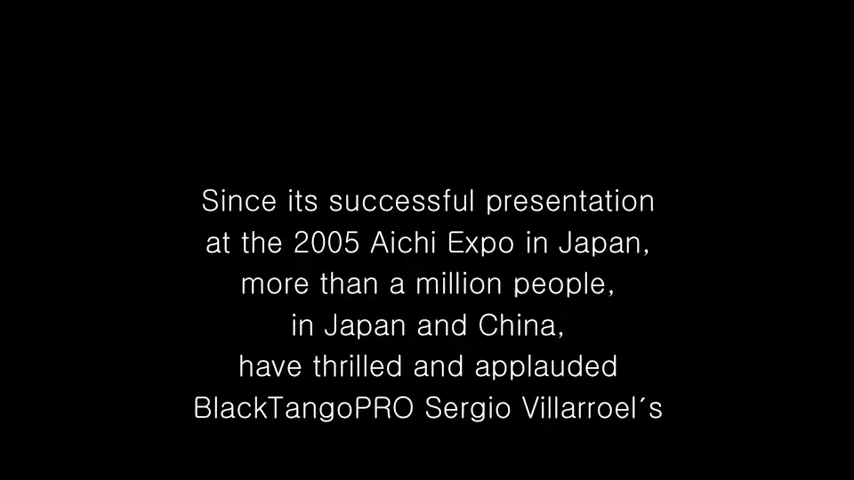 Since its successful presentation
at the 2005 Aichi Expo in Japan,
more than a million people,
in Japan and China,
have thrilled and applauded
BlackTangoPRO Sergio Villarroel´s